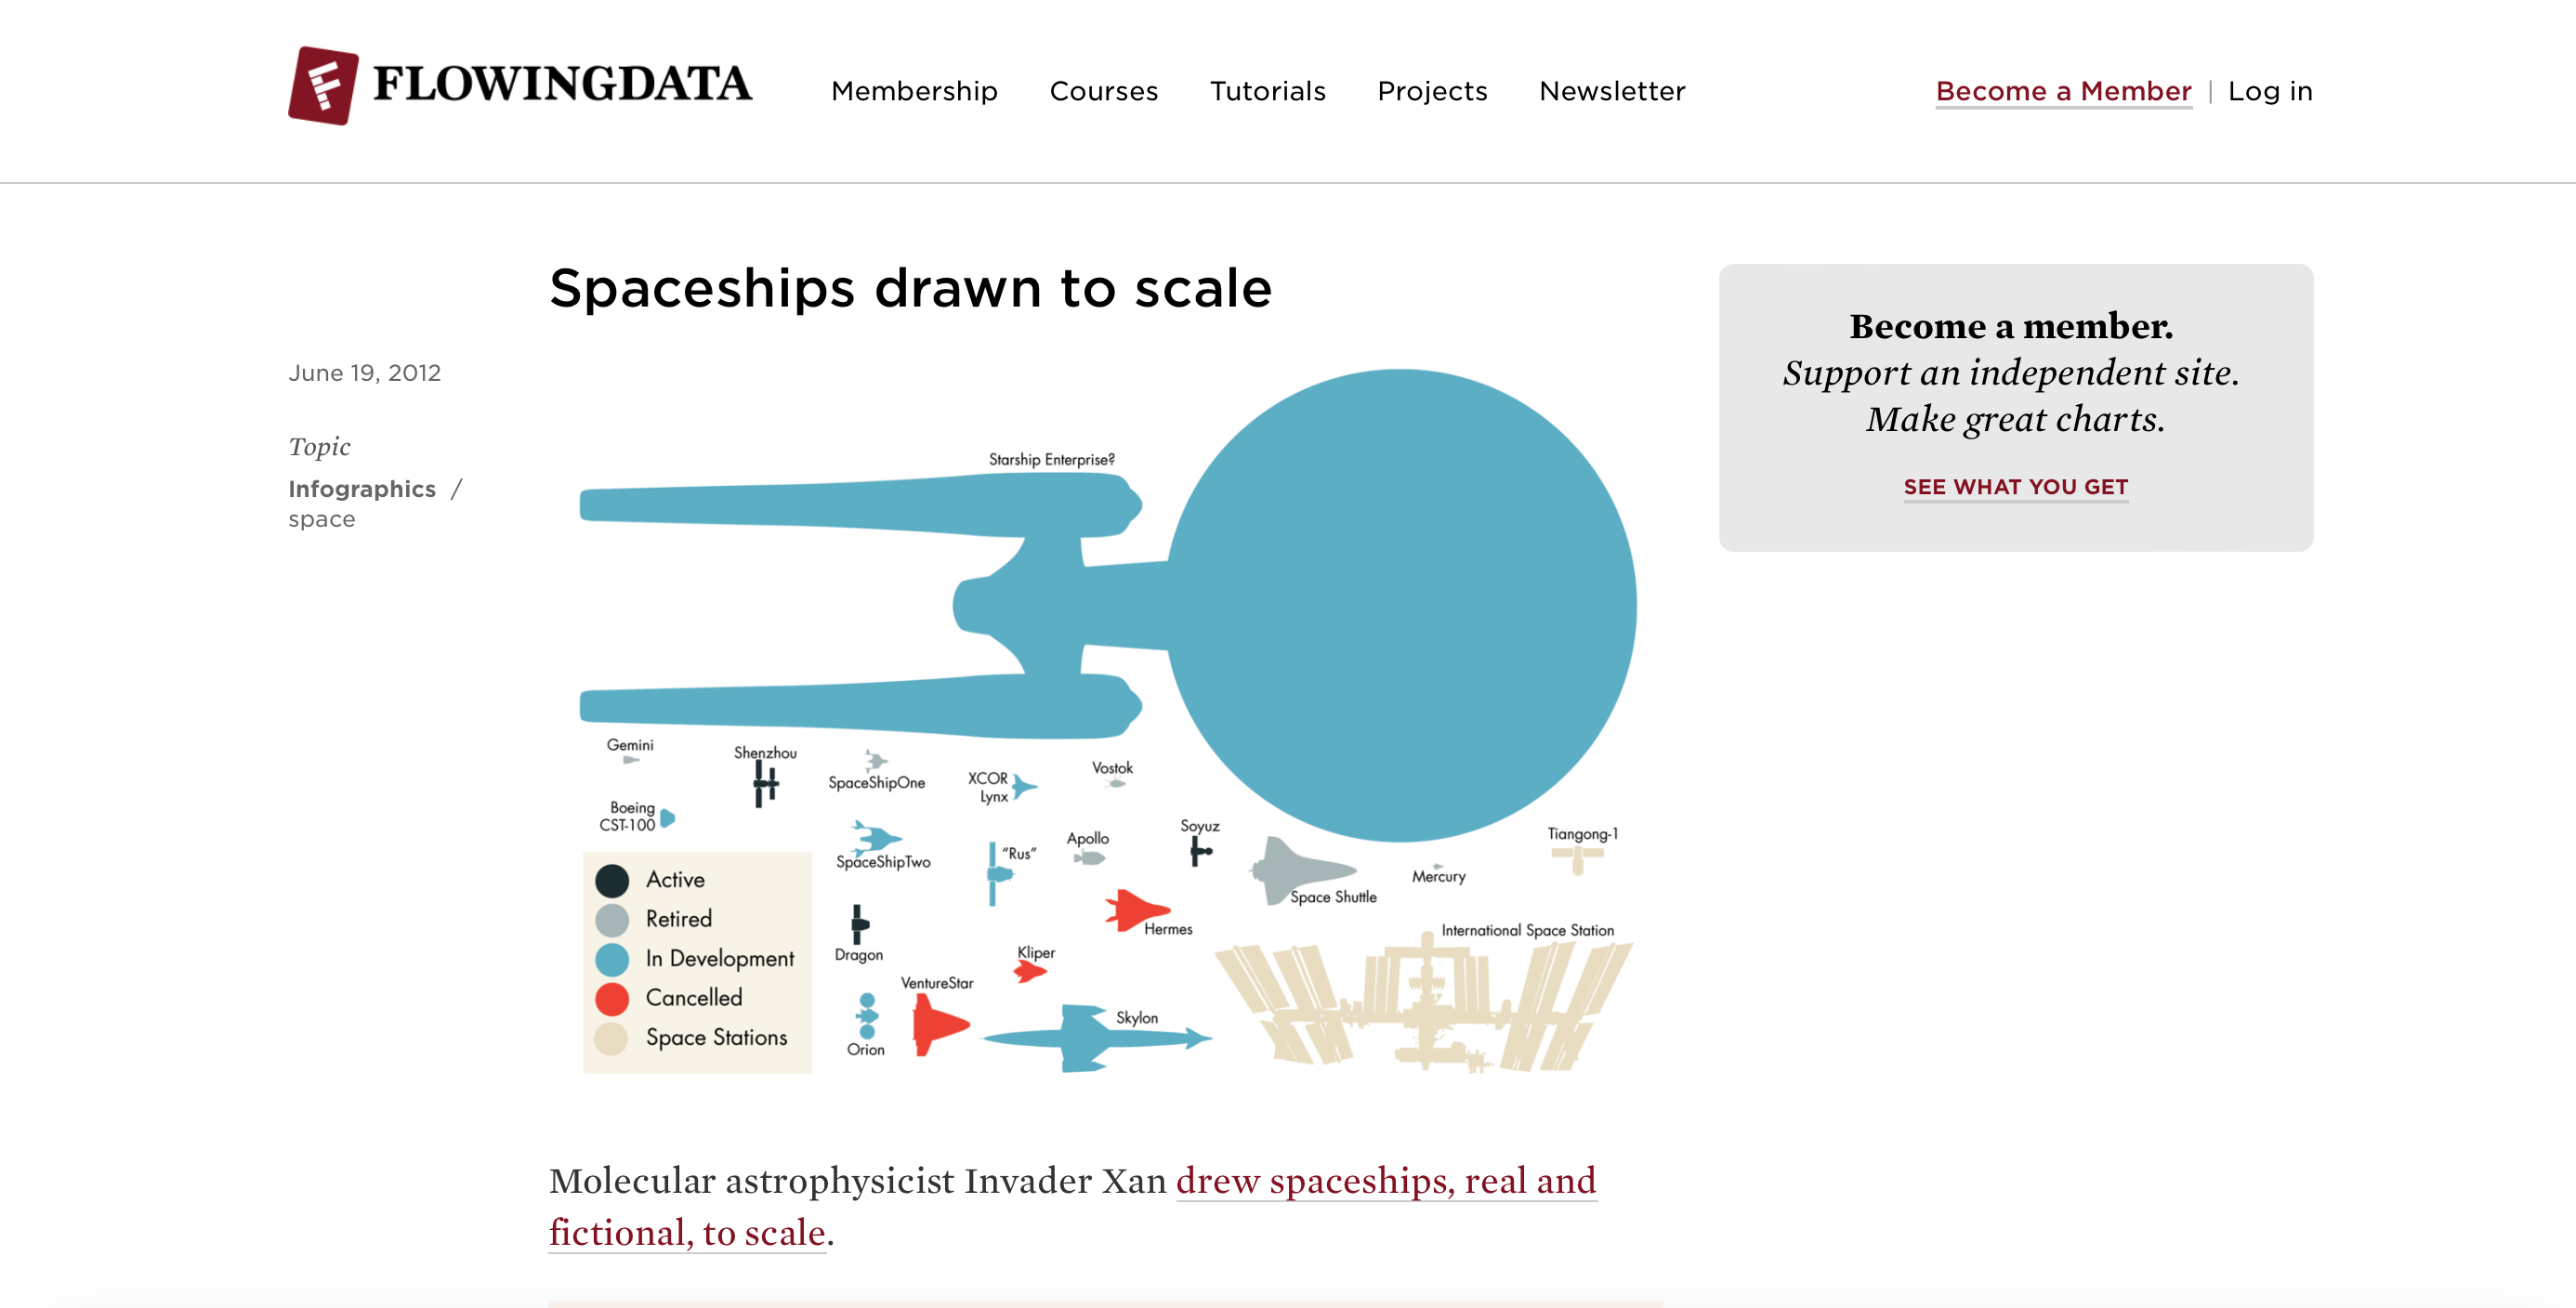 FLOWINGDATA
Membership Courses Tutorials Projects Newsletter
Become a Member | Log in
Spaceships drawn to scale
June 19, 2012
Topic
Infographics /
space
Starship Enterprise?
Gemini
Shenzhou
SpaceShipOne
XCOR
Lynx
Vostok
Boeing
CST-100
SpaceShipTwo
"Rus"
Apollo
Soyuz
Space Shuttle
Mercury
Tiangong-1
Active
Retired
In Development
Cancelled
Space Stations
Dragon
Hermes
Kliper
International Space Station
VentureStar
Orion
Skylon
Become a member.
Support an independent site.
Make great charts.
SEE WHAT YOU GET
Molecular astrophysicist Invader Xan drew spaceships, real and
fictional, to scale.